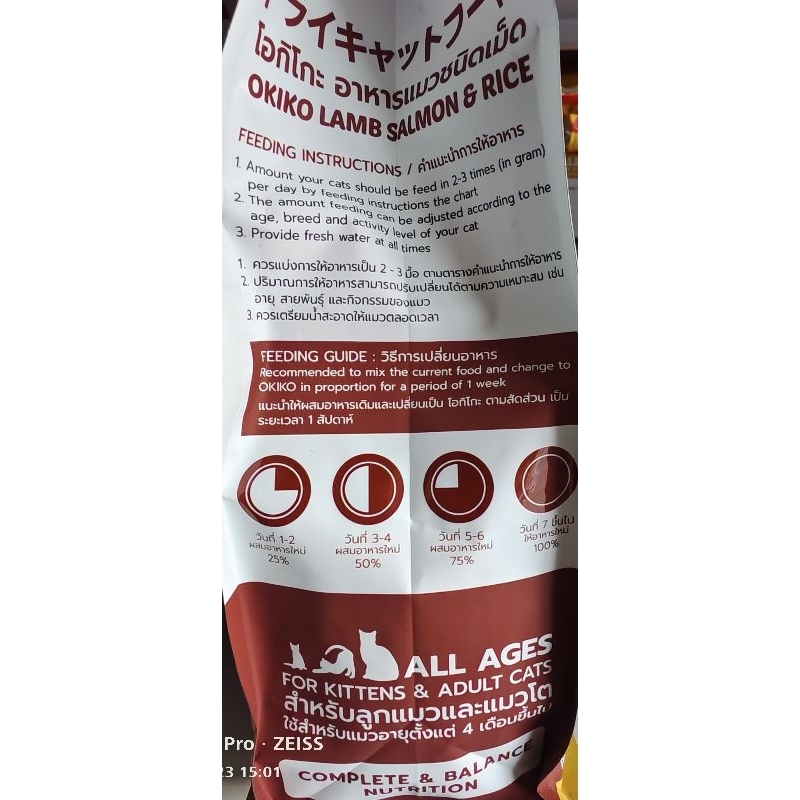 ドライキャットフード
โอกิโกะ อาหารแมวชนิดเม็ด
OKIKO LAMB SALMON & RICE
FEEDING INSTRUCTIONS / คำแนะนำการให้อาหาร
1. Amount your cats should be feed in 2-3 times (in gram)
per day by feeding instructions the chart
2. The amount feeding can be adjusted according to the
age, breed and activity level of your cat
3. Provide fresh water at all times
1. ควรแบ่งการให้อาหารเป็น 2 - 3 มื้อ ตามตารางคำแนะนำการให้อาหาร
2. ปริมาณการให้อาหารสามารถปรับเปลี่ยนได้ตามความเหมาะสม เช่น
อายุ สายพันธุ์ และกิจกรรมของแมว
3. ควรเตรียมน้ำสะอาดให้แมวตลอดเวลา
FEEDING GUIDE : วิธีการเปลี่ยนอาหาร
Recommended to mix the current food and change to
OKIKO in proportion for a period of 1 week
แนะนำให้ผสมอาหารเดิมและเปลี่ยนเป็น โอกิโกะ ตามสัดส่วน เป็น
ระยะเวลา 1 สัปดาห์
วันที่ 1-2
ผสมอาหารใหม่
25%
วันที่ 3-4
ผสมอาหารใหม่
50%
วันที่ 5-6
ผสมอาหารใหม่
75%
วันที่ 7 ขึ้นไป
ให้อาหารใหม่
100%
ALL AGES
FOR KITTENS & ADULT CATS
สำหรับลูกแมวและแมวโต
ใช้สำหรับแมวอายุตั้งแต่ 4 เดือนขึ้นไป
Pro · ZEISS
23 15:01
COMPLETE & BALANCE
NUTRITION